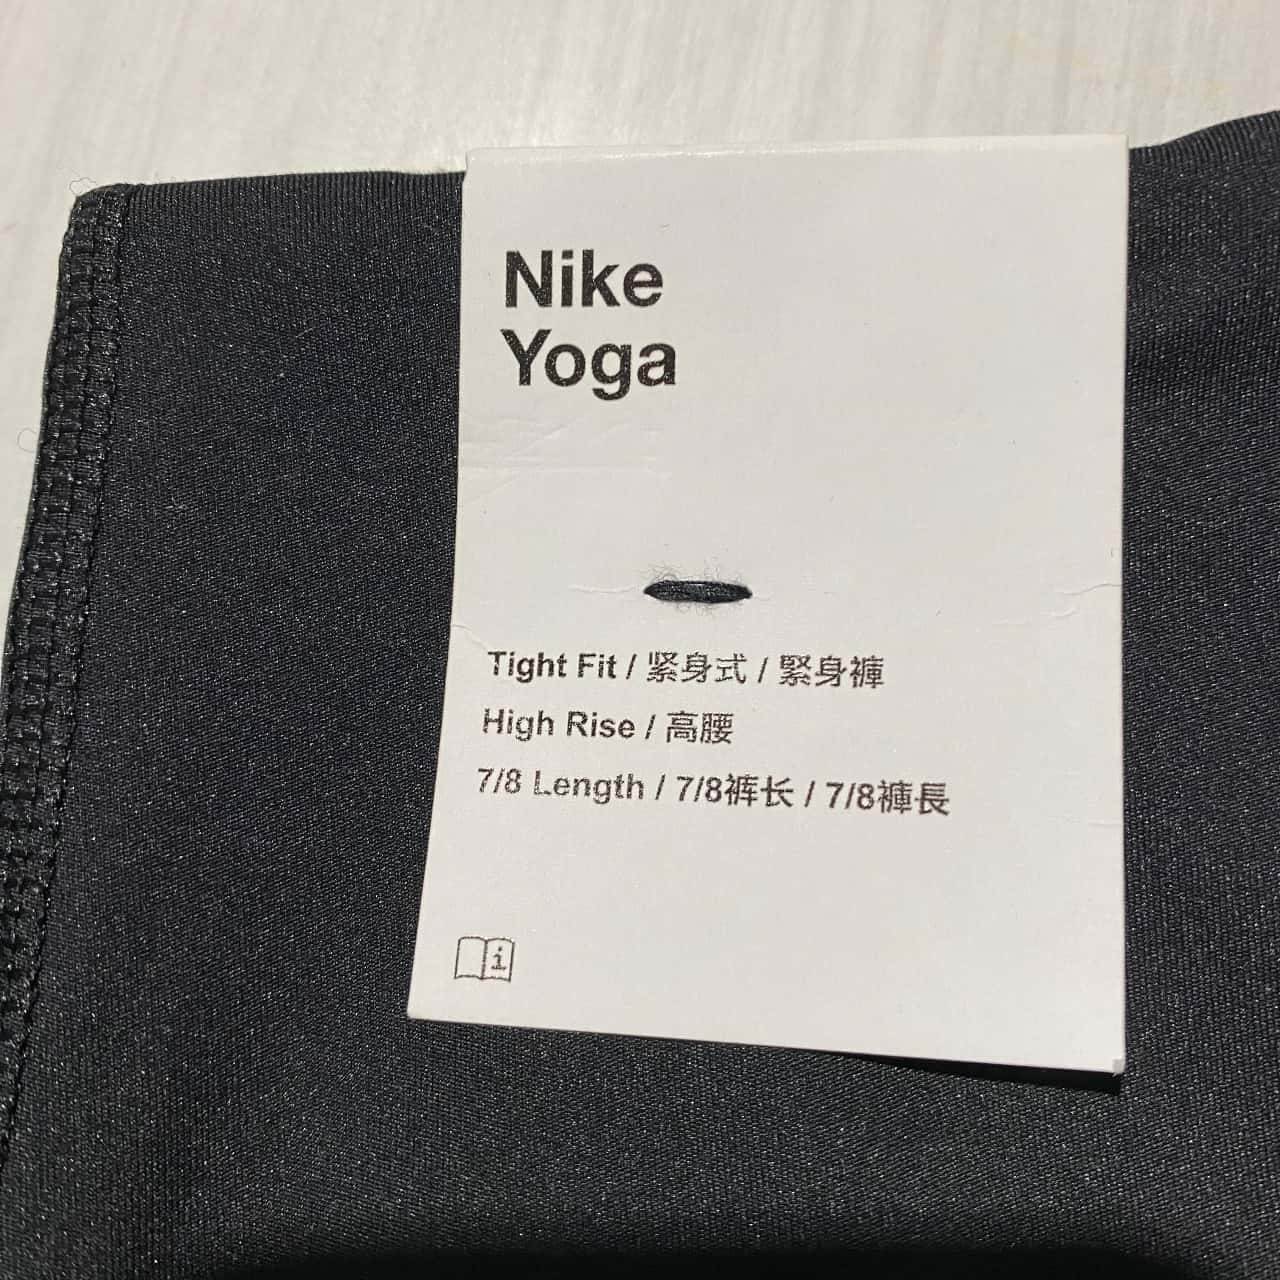 Nike
Yoga
Tight Fit / 紧身式 / 緊身褲
High Rise / 高腰
7/8 Length / 7/8裤长 / 7/8褲長
i